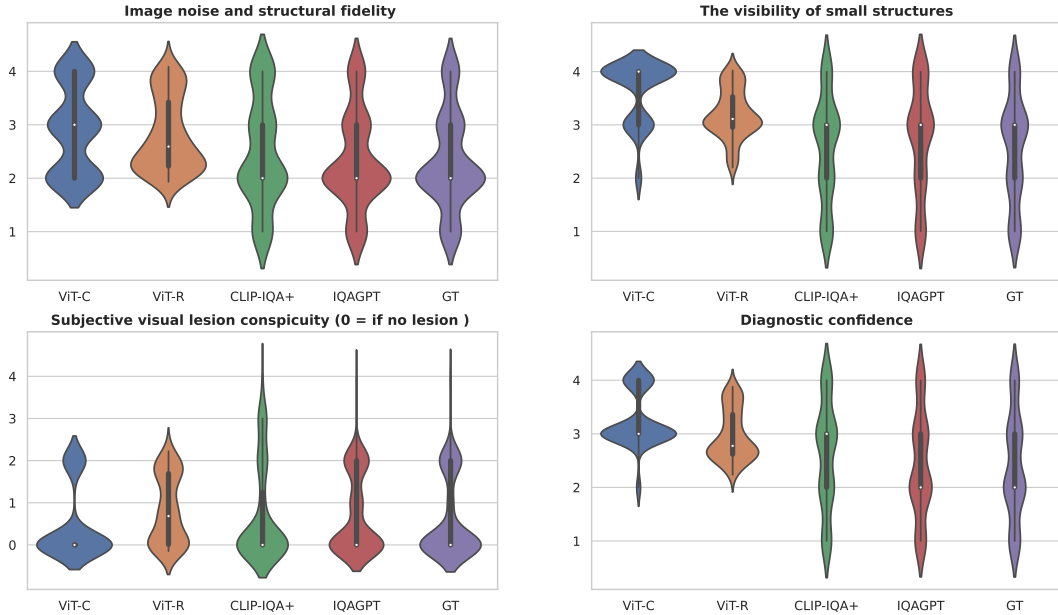 Image noise and structural fidelity
4
3
2
1
ViT-C ViT-R CLIP-IQA+ IQAGPT GT
The visibility of small structures
4
3
2
1
ViT-C ViT-R CLIP-IQA+ IQAGPT GT
Subjective visual lesion conspicuity (0 = if no lesion )
4
3
2
1
0
ViT-C ViT-R CLIP-IQA+ IQAGPT GT
Diagnostic confidence
4
3
2
1
ViT-C ViT-R CLIP-IQA+ IQAGPT GT